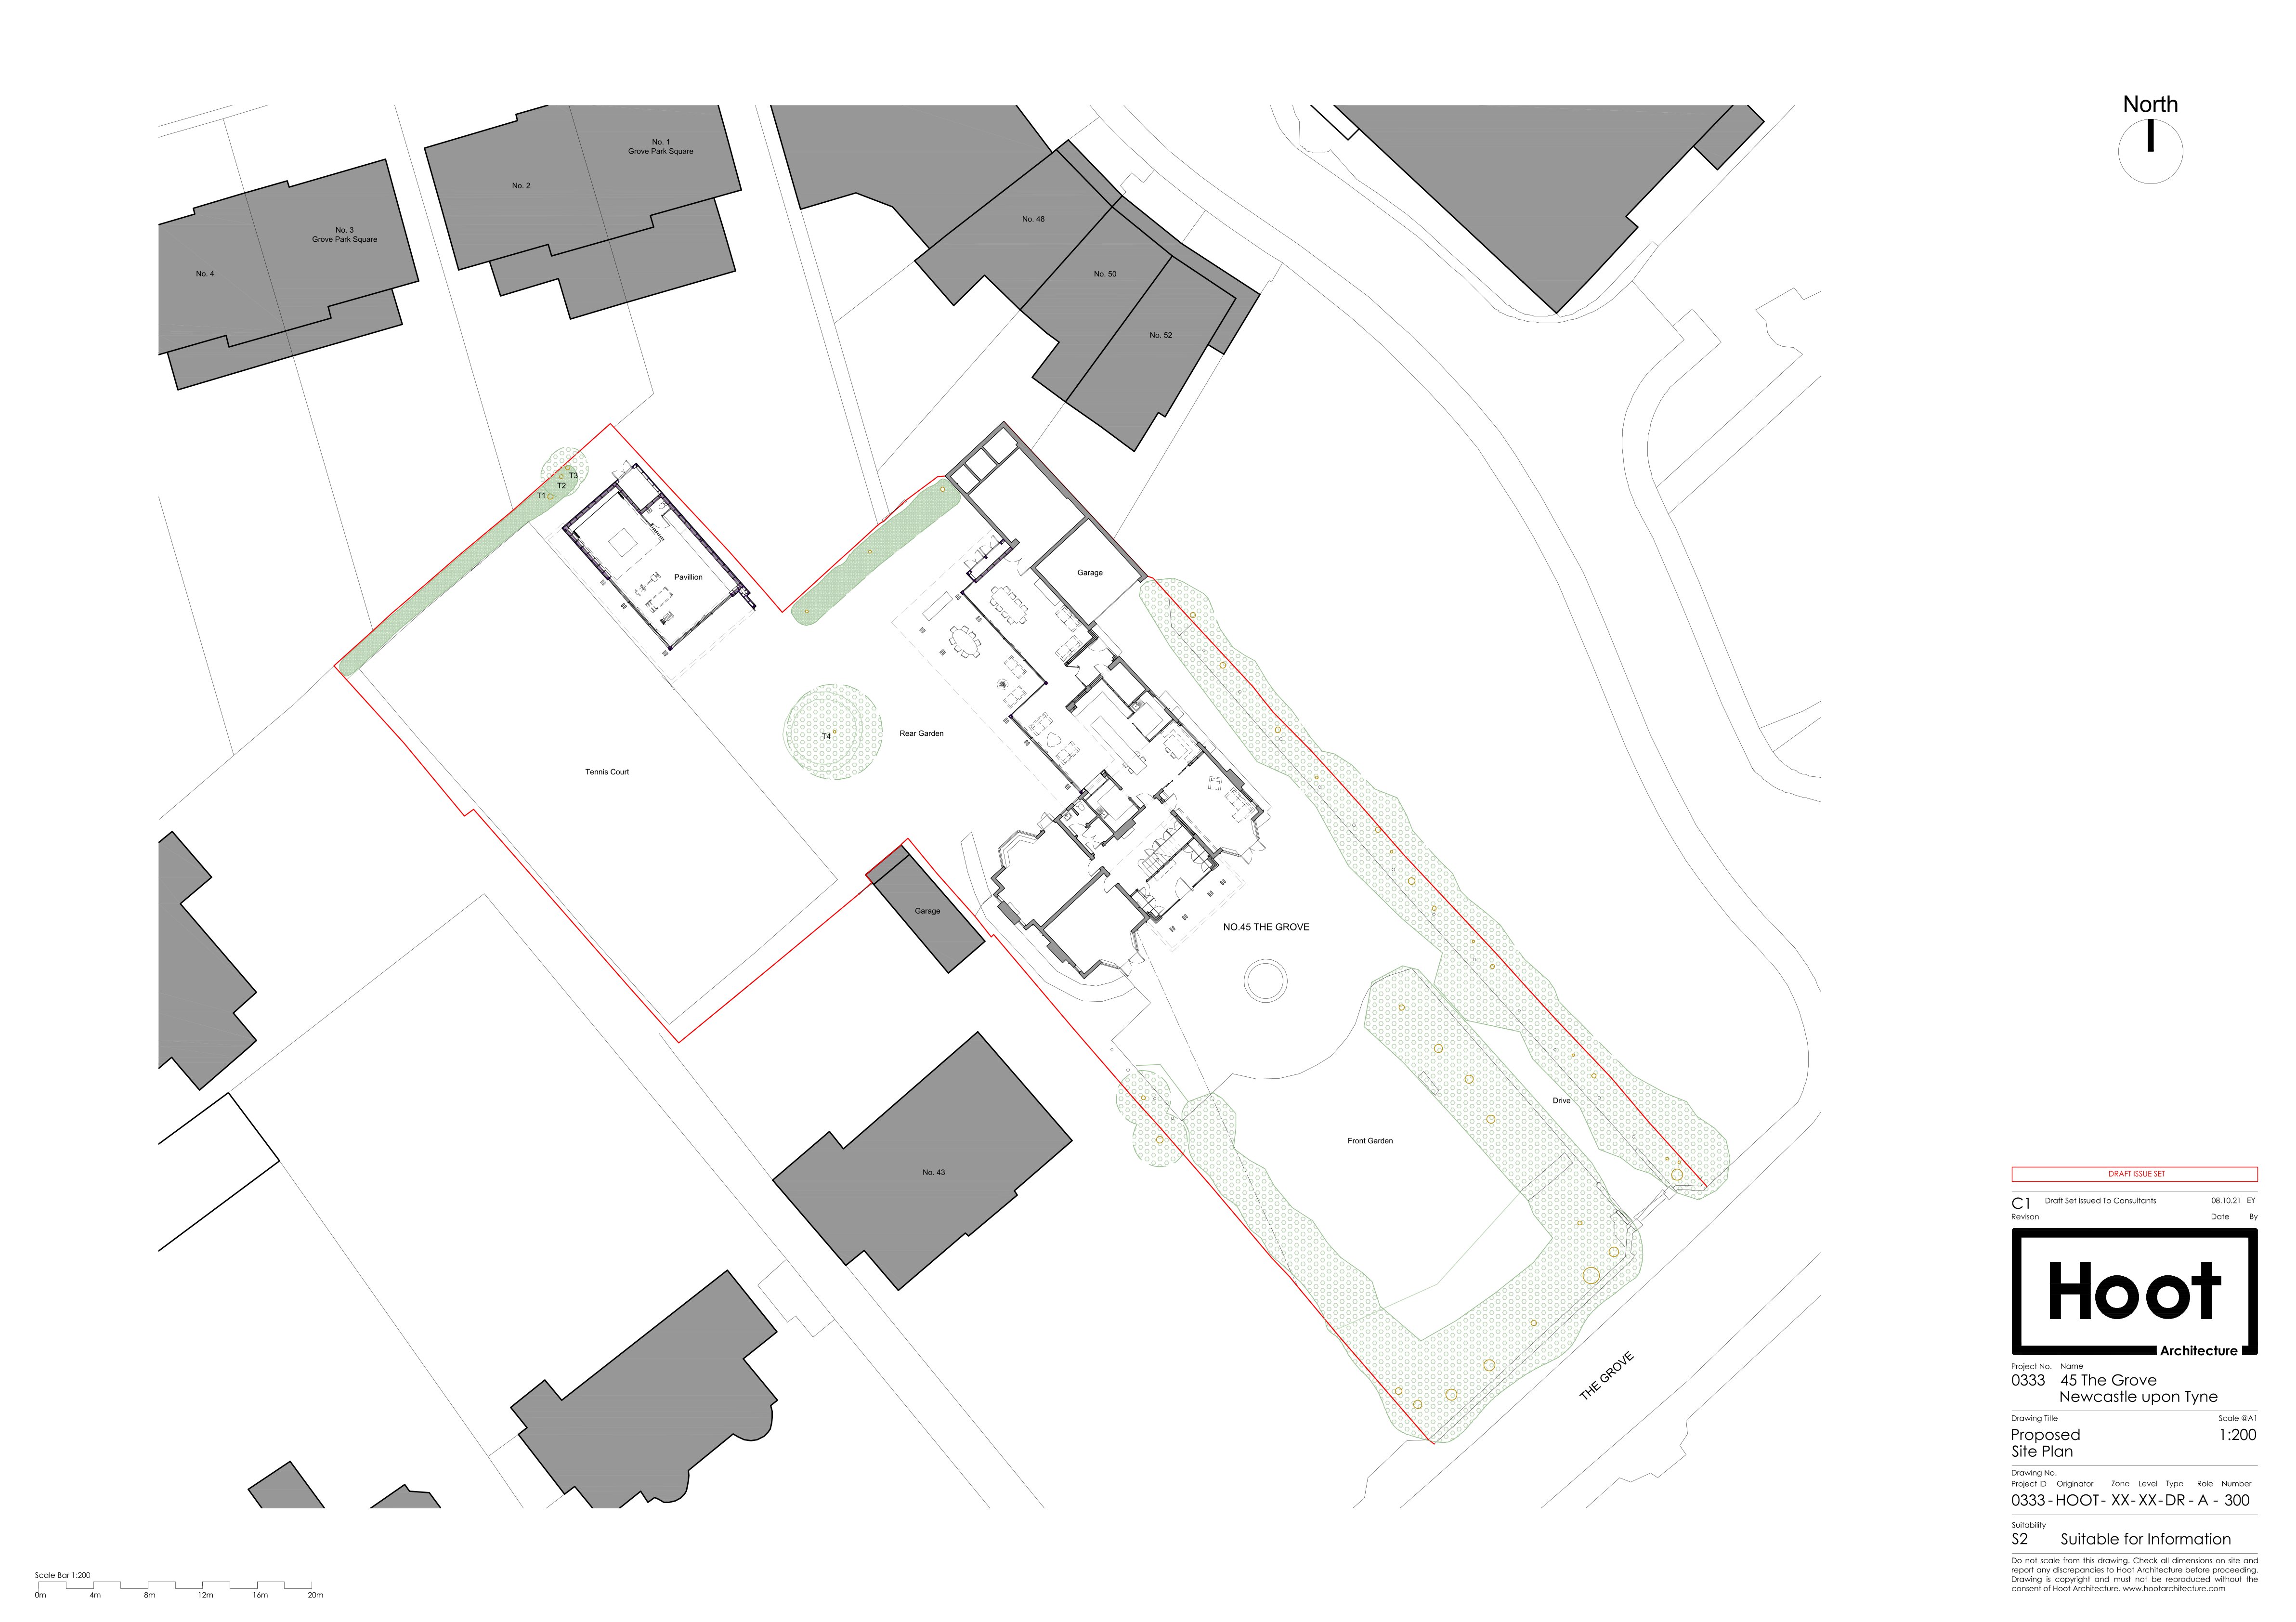 North
No. 1
Grove Park Square
No. 2
No. 3
Grove Park Square
No. 4
No. 48
No. 50
No. 52
T3
T2
T1
Pavillion
Garage
T4
Rear Garden
Tennis Court
Garage
NO.45 THE GROVE
Drive
Front Garden
No. 43
THE GROVE
DRAFT ISSUE SET
C1 Draft Set Issued To Consultants 08.10.21 EY
Revison Date By
Hoot
Architecture
Project No. Name
0333 45 The Grove
Newcastle upon Tyne
Drawing Title Scale @A1
Proposed 1:200
Site Plan
Drawing No.
Project ID Originator Zone Level Type Role Number
0333 - HOOT - XX - XX - DR - A - 300
Suitability
S2 Suitable for Information
Do not scale from this drawing. Check all dimensions on site and
report any discrepancies to Hoot Architecture before proceeding.
Drawing is copyright and must not be reproduced without the
consent of Hoot Architecture. www.hootarchitecture.com
Scale Bar 1:200
0m 4m 8m 12m 16m 20m